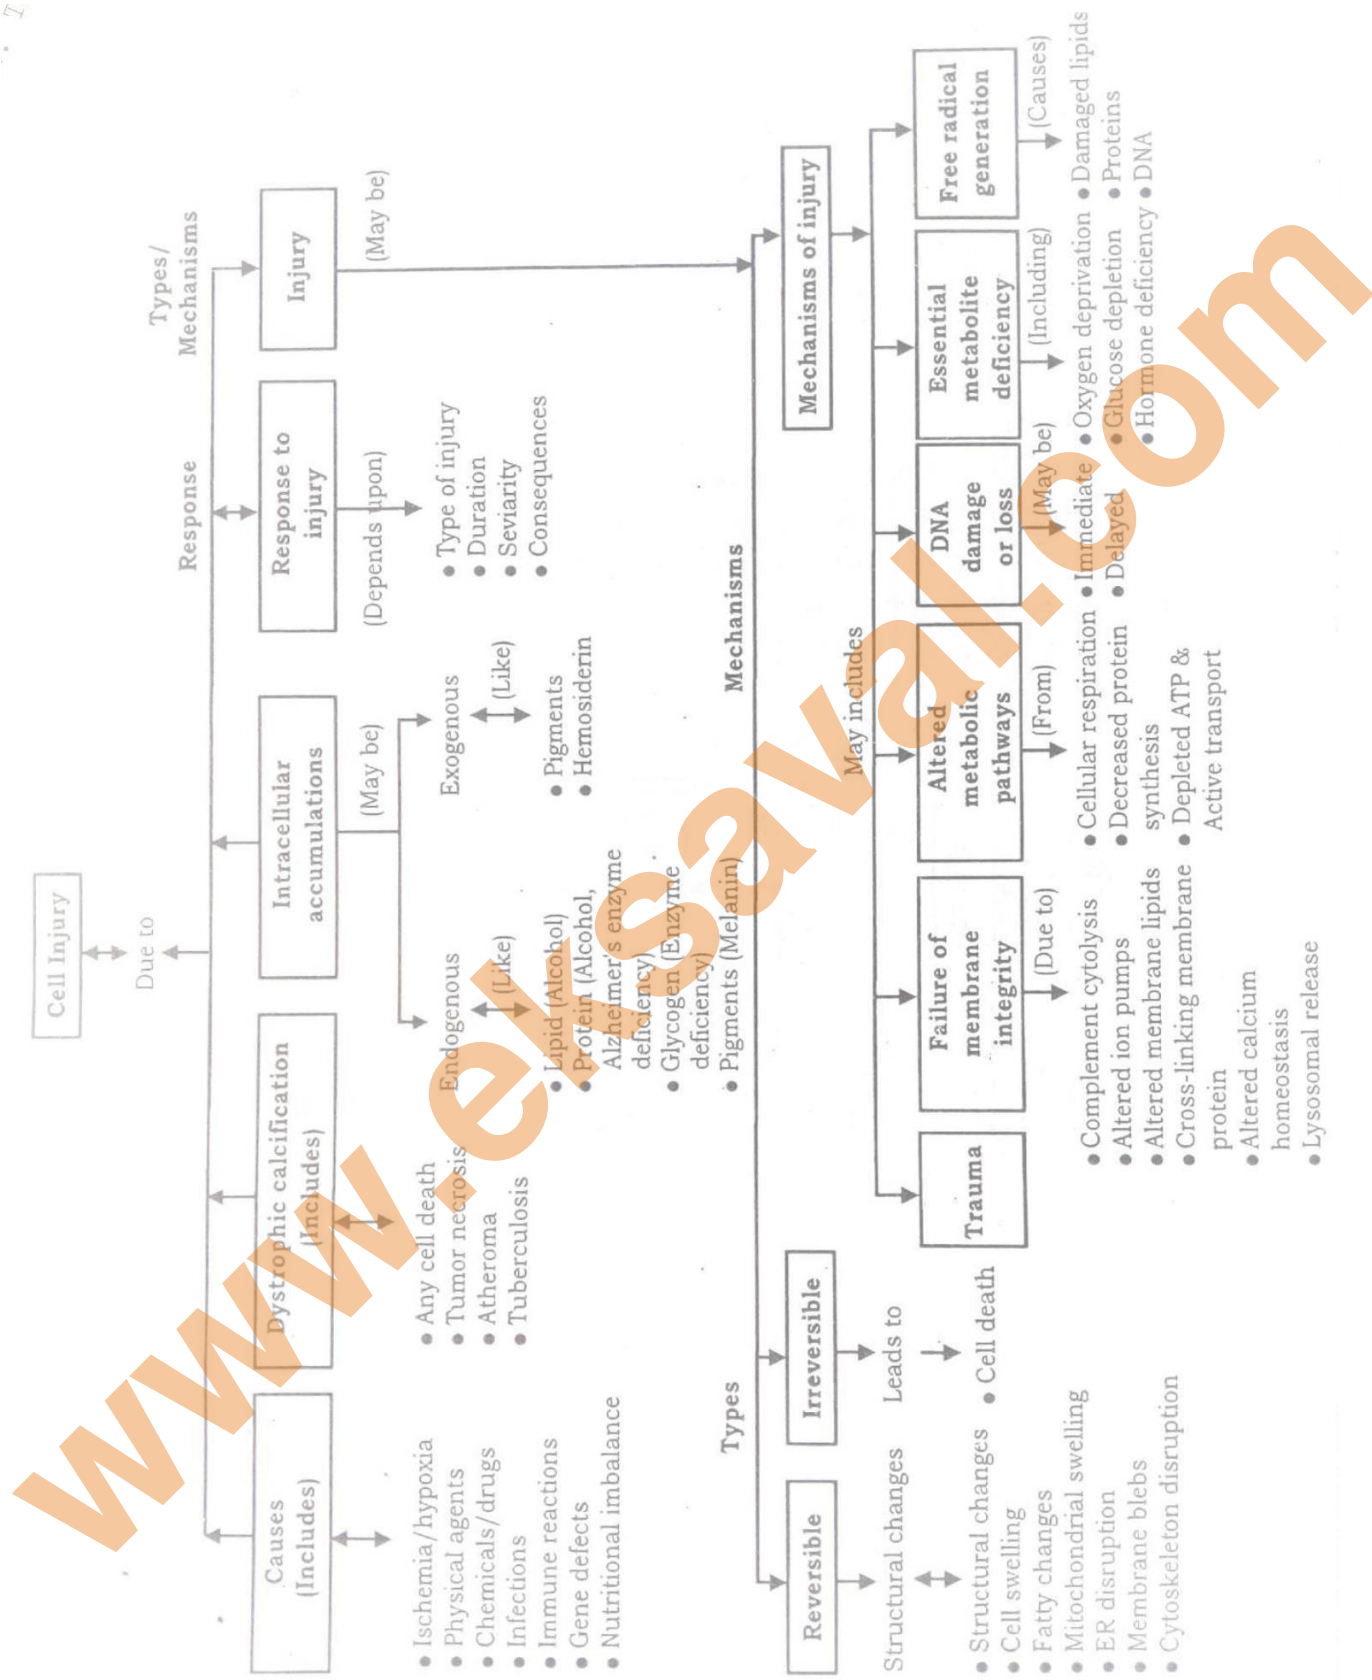 Cell Injury
Due to
Types/
Mechanisms
Response
Causes
(Includes)
• Ischemia/hypoxia
• Physical agents
• Chemicals/drugs
• Infections
• Immune reactions
• Gene defects
• Nutritional imbalance
Dystrophic calcification
(Includes)
• Any cell death
• Tumor necrosis
• Atheroma
• Tuberculosis
Intracellular
accumulations
(May be)
Endogenous
(Like)
• Lipid (Alcohol)
• Protein (Alcohol,
Alzheimer's enzyme
deficiency)
• Glycogen (Enzyme
deficiency)
• Pigments (Melanin)
Exogenous
(Like)
• Pigments
• Hemosiderin
Response to
injury
(Depends upon)
• Type of injury
• Duration
• Seviarity
• Consequences
Injury
(May be)
Types
Mechanisms
Reversible
Structural changes
• Structural changes
• Cell swelling
• Fatty changes
• Mitochondrial swelling
• ER disruption
• Membrane blebs
• Cytoskeleton disruption
Irreversible
Leads to
• Cell death
Mechanisms of injury
May includes
Trauma
Failure of
membrane
integrity
(Due to)
• Complement cytolysis
• Altered ion pumps
• Altered membrane lipids
• Cross-linking membrane
protein
• Altered calcium
homeostasis
• Lysosomal release
Altered
metabolic
pathways
(From)
• Cellular respiration
• Decreased protein
synthesis
• Depleted ATP &
Active transport
DNA
damage
or loss
(May be)
• Immediate
• Delayed
Essential
metabolite
deficiency
(Including)
• Oxygen deprivation
• Glucose depletion
• Hormone deficiency
Free radical
generation
(Causes)
• Damaged lipids
• Proteins
• DNA
www.eksaval.com